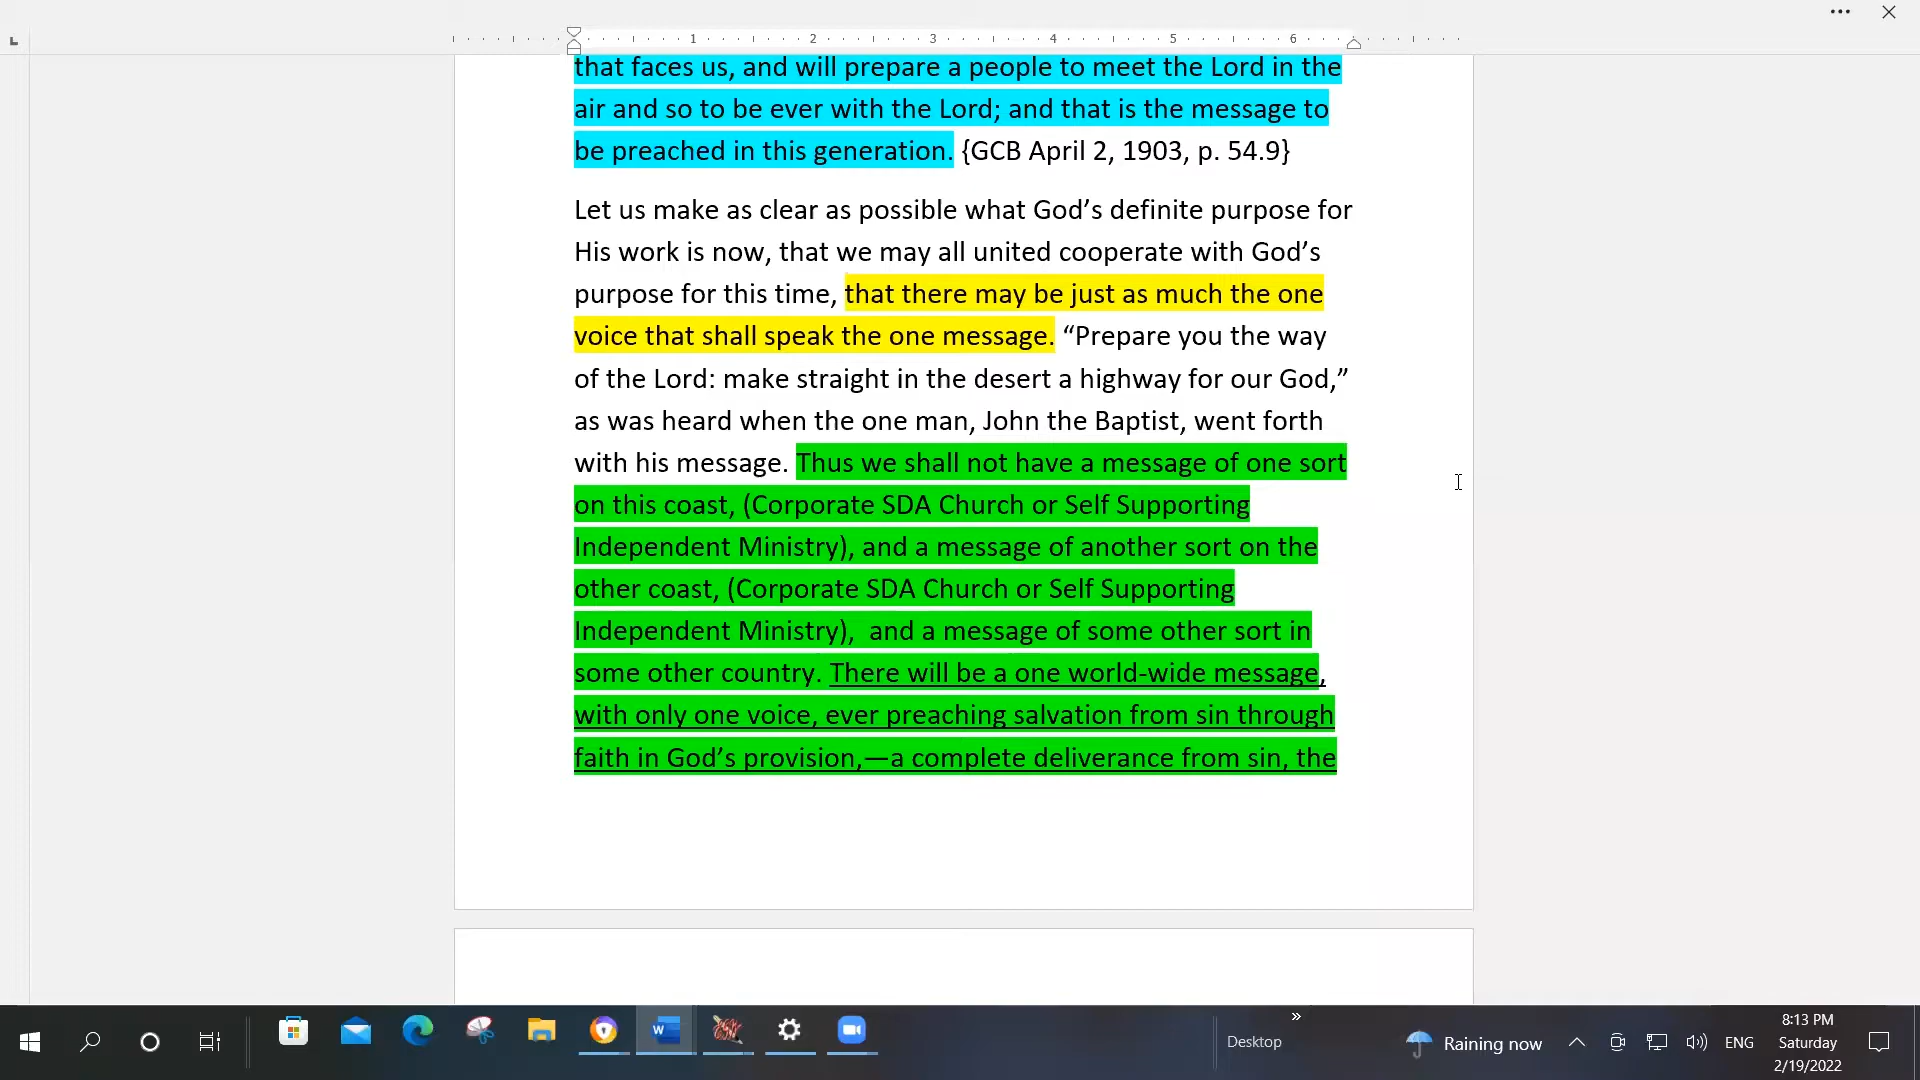 1 2 3 4 5 6
that faces us, and will prepare a people to meet the Lord in the
air and so to be ever with the Lord; and that is the message to
be preached in this generation. {GCB April 2, 1903, p. 54.9}
Let us make as clear as possible what God’s definite purpose for
His work is now, that we may all united cooperate with God’s
purpose for this time, that there may be just as much the one
voice that shall speak the one message. “Prepare you the way
of the Lord: make straight in the desert a highway for our God,”
as was heard when the one man, John the Baptist, went forth
with his message. Thus we shall not have a message of one sort
on this coast, (Corporate SDA Church or Self Supporting
Independent Ministry), and a message of another sort on the
other coast, (Corporate SDA Church or Self Supporting
Independent Ministry),  and a message of some other sort in
some other country. There will be a one world-wide message,
with only one voice, ever preaching salvation from sin through
faith in God’s provision,—a complete deliverance from sin, the
Desktop
Raining now
ENG
8:13 PM
Saturday
2/19/2022